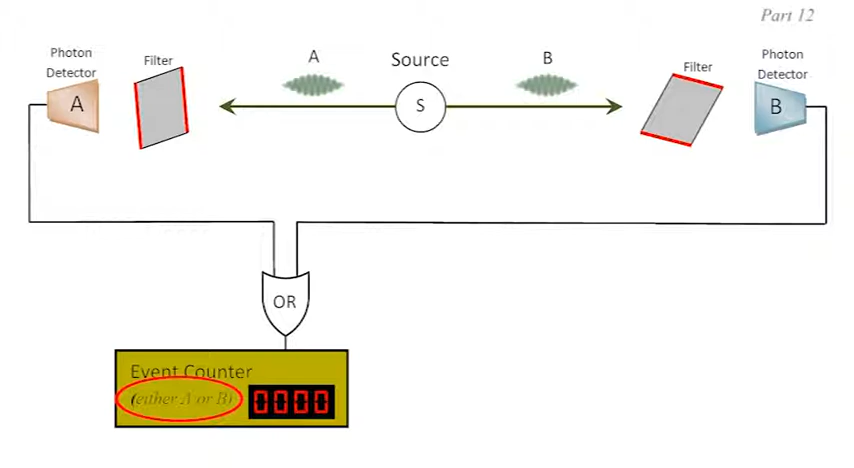 Part 12
Photon
Detector
A
Filter
A
Source
S
B
Filter
Photon
Detector
B
OR
Event Counter
(either A or B)
0000